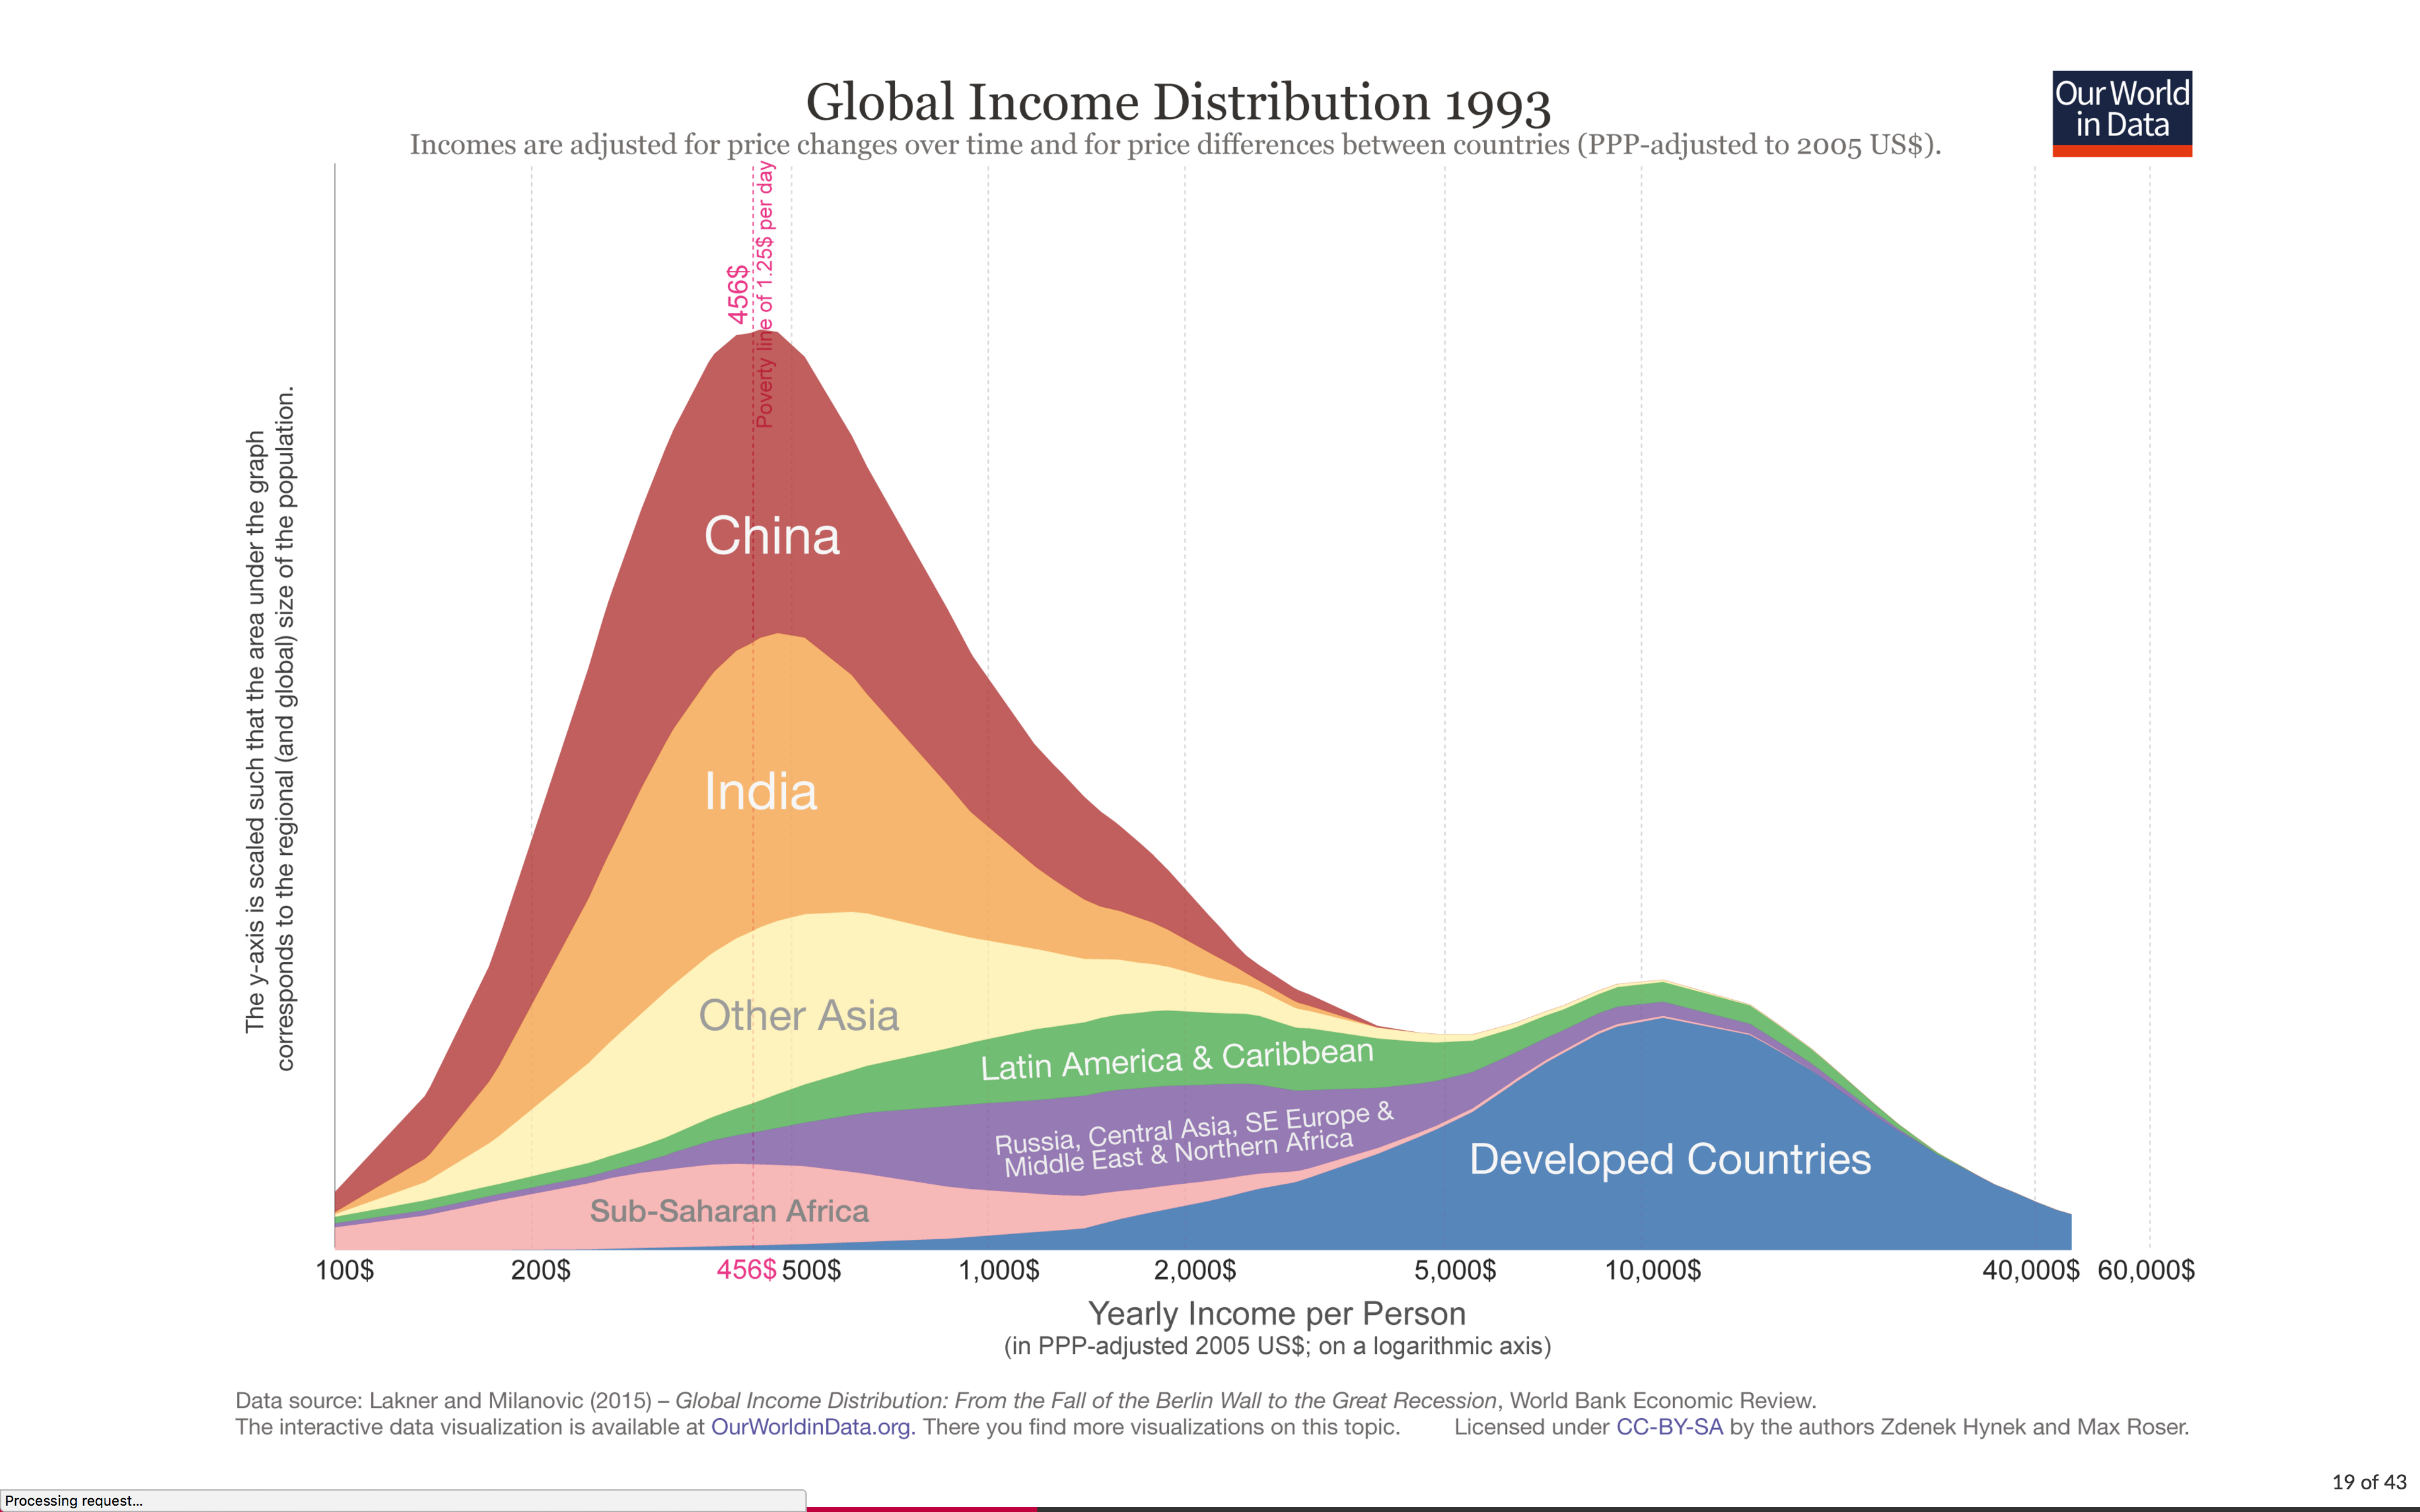 Global Income Distribution 1993
Incomes are adjusted for price changes over time and for price differences between countries (PPP-adjusted to 2005 US$).
Our World
in Data
The y-axis is scaled such that the area under the graph
corresponds to the regional (and global) size of the population.
456$
Poverty line of 1.25$ per day
China
India
Other Asia
Latin America & Caribbean
Russia, Central Asia, SE Europe &
Middle East & Northern Africa
Sub-Saharan Africa
Developed Countries
100$ 200$ 456$ 500$ 1,000$ 2,000$ 5,000$ 10,000$ 40,000$ 60,000$
Yearly Income per Person
(in PPP-adjusted 2005 US$; on a logarithmic axis)
Data source: Lakner and Milanovic (2015) – Global Income Distribution: From the Fall of the Berlin Wall to the Great Recession, World Bank Economic Review.
The interactive data visualization is available at OurWorldinData.org. There you find more visualizations on this topic. Licensed under CC-BY-SA by the authors Zdenek Hynek and Max Roser.
19 of 43
Processing request...